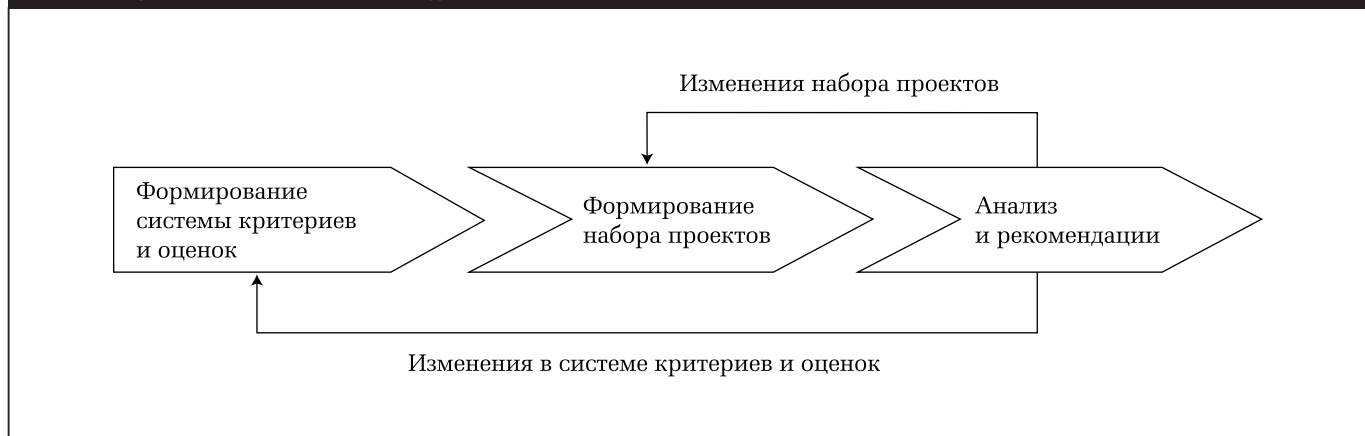 Изменения набора проектов
Формирование
системы критериев
и оценок
Формирование
набора проектов
Анализ
и рекомендации
Изменения в системе критериев и оценок